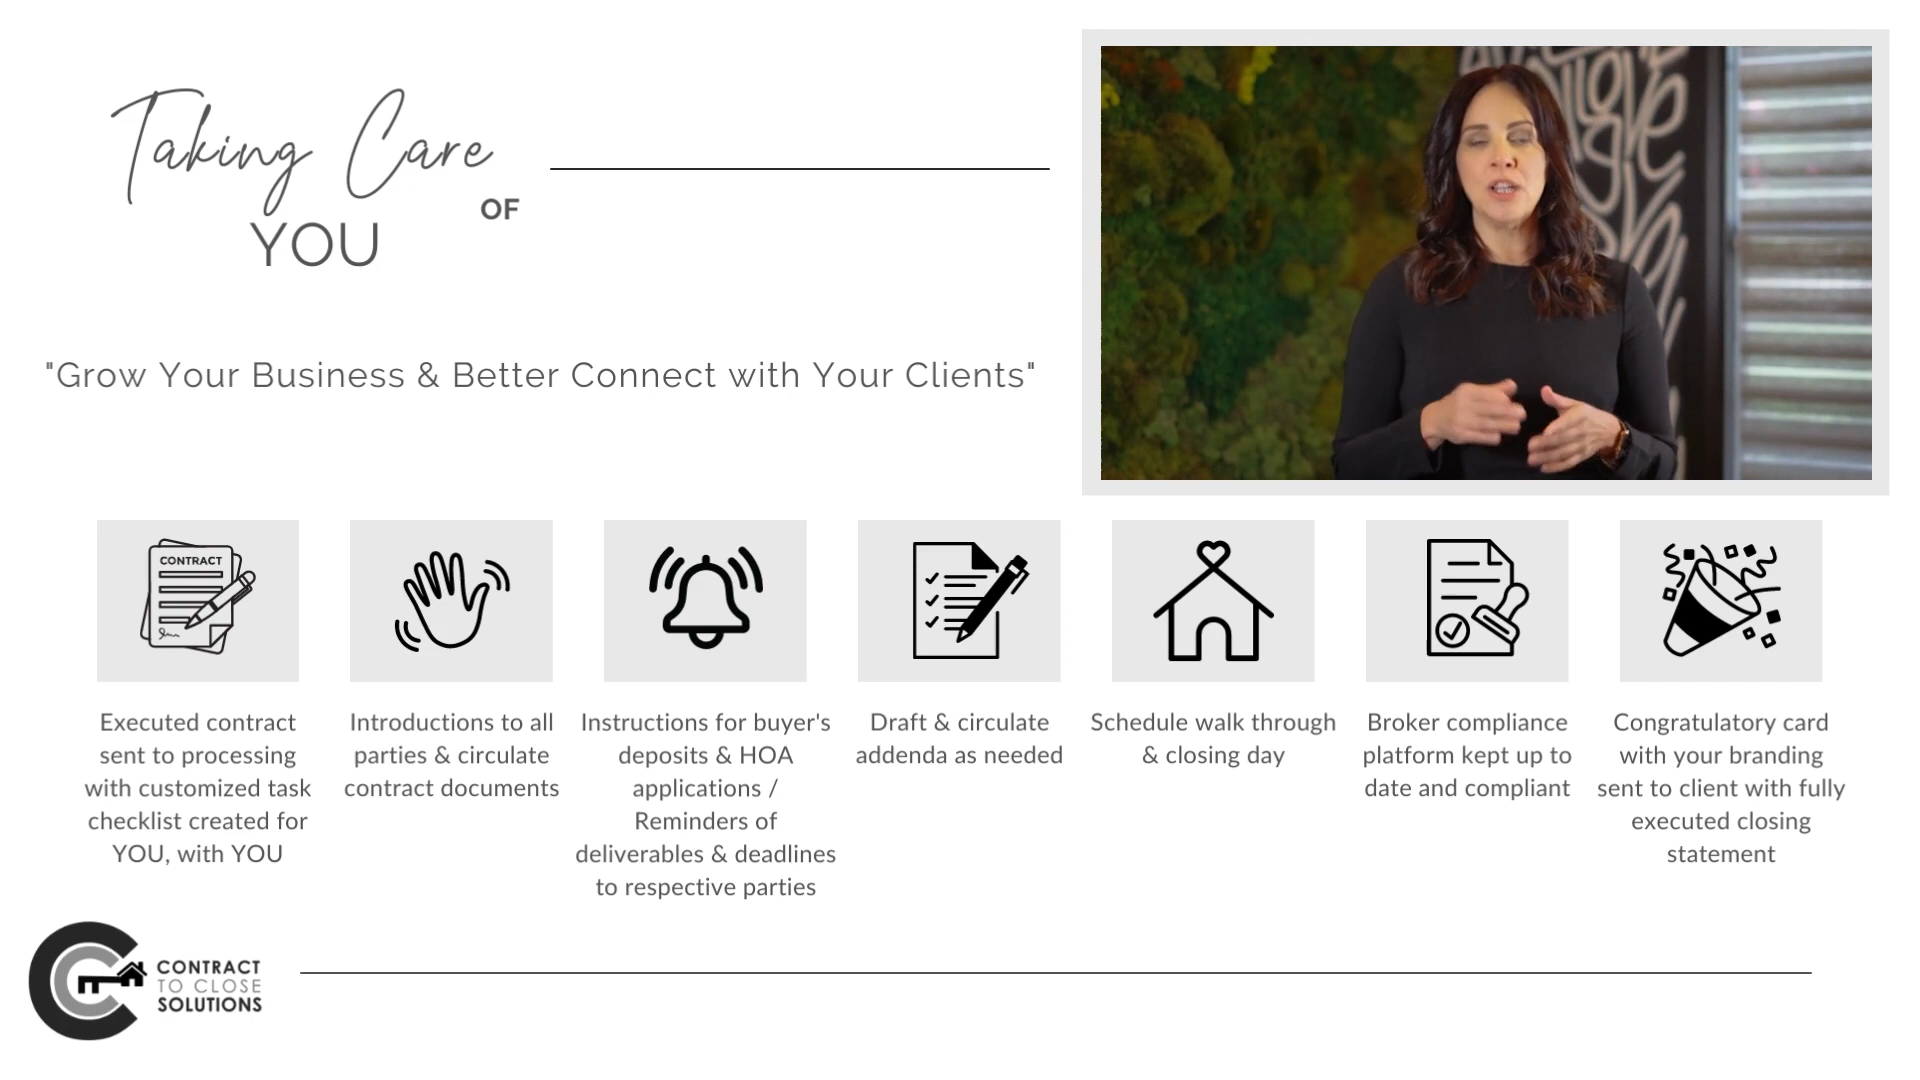 Taking Care
OF
YOU
"Grow Your Business & Better Connect with Your Clients"
CONTRACT
Executed contract
sent to processing
with customized task
checklist created for
YOU, with YOU
Introductions to all
parties & circulate
contract documents
Instructions for buyer's
deposits & HOA
applications /
Reminders of
deliverables & deadlines
to respective parties
Draft & circulate
addenda as needed
Schedule walk through
& closing day
Broker compliance
platform kept up to
date and compliant
Congratulatory card
with your branding
sent to client with fully
executed closing
statement
CONTRACT
TO CLOSE
SOLUTIONS